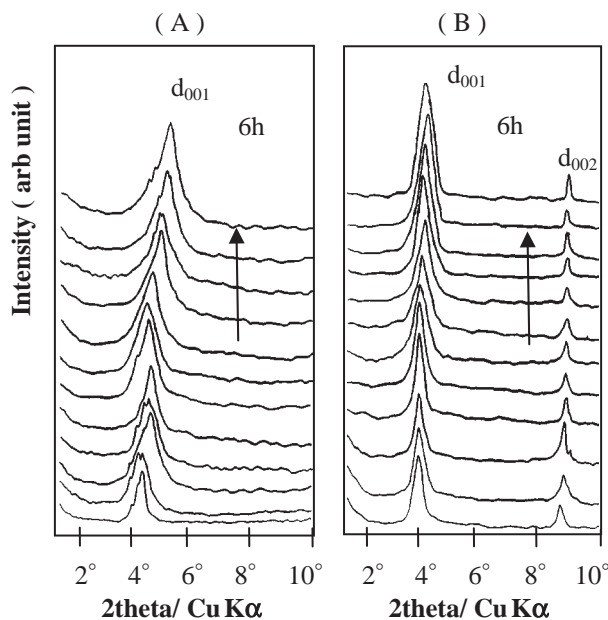 ( A )
( B )
d001
6h
d001
6h
d002
Intensity ( arb unit )
2° 4° 6° 8° 10°
2° 4° 6° 8° 10°
2theta/ Cu Kα
2theta/ Cu Kα